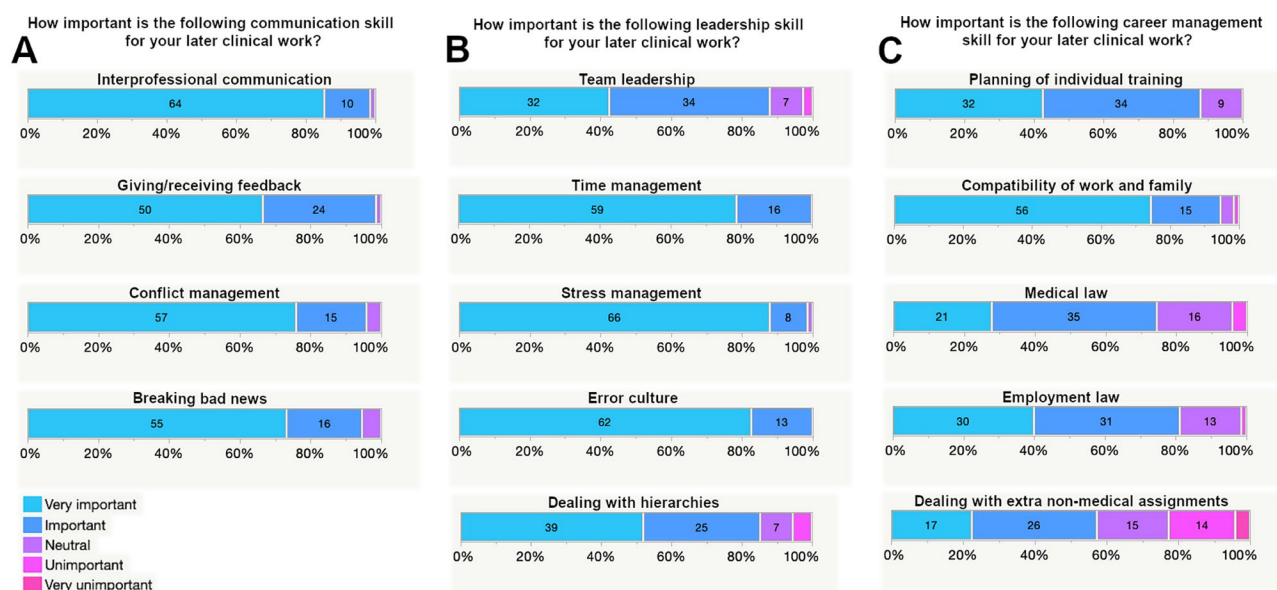 A
How important is the following communication skill
for your later clinical work?
Interprofessional communication
64 10
0% 20% 40% 60% 80% 100%
Giving/receiving feedback
50 24
0% 20% 40% 60% 80% 100%
Conflict management
57 15
0% 20% 40% 60% 80% 100%
Breaking bad news
55 16
0% 20% 40% 60% 80% 100%
Very important
Important
Neutral
Unimportant
Very unimportant
B
How important is the following leadership skill
for your later clinical work?
Team leadership
32 34 7
0% 20% 40% 60% 80% 100%
Time management
59 16
0% 20% 40% 60% 80% 100%
Stress management
66 8
0% 20% 40% 60% 80% 100%
Error culture
62 13
0% 20% 40% 60% 80% 100%
Dealing with hierarchies
39 25 7
0% 20% 40% 60% 80% 100%
C
How important is the following career management
skill for your later clinical work?
Planning of individual training
32 34 9
0% 20% 40% 60% 80% 100%
Compatibility of work and family
56 15
0% 20% 40% 60% 80% 100%
Medical law
21 35 16
0% 20% 40% 60% 80% 100%
Employment law
30 31 13
0% 20% 40% 60% 80% 100%
Dealing with extra non-medical assignments
17 26 15 14
0% 20% 40% 60% 80% 100%